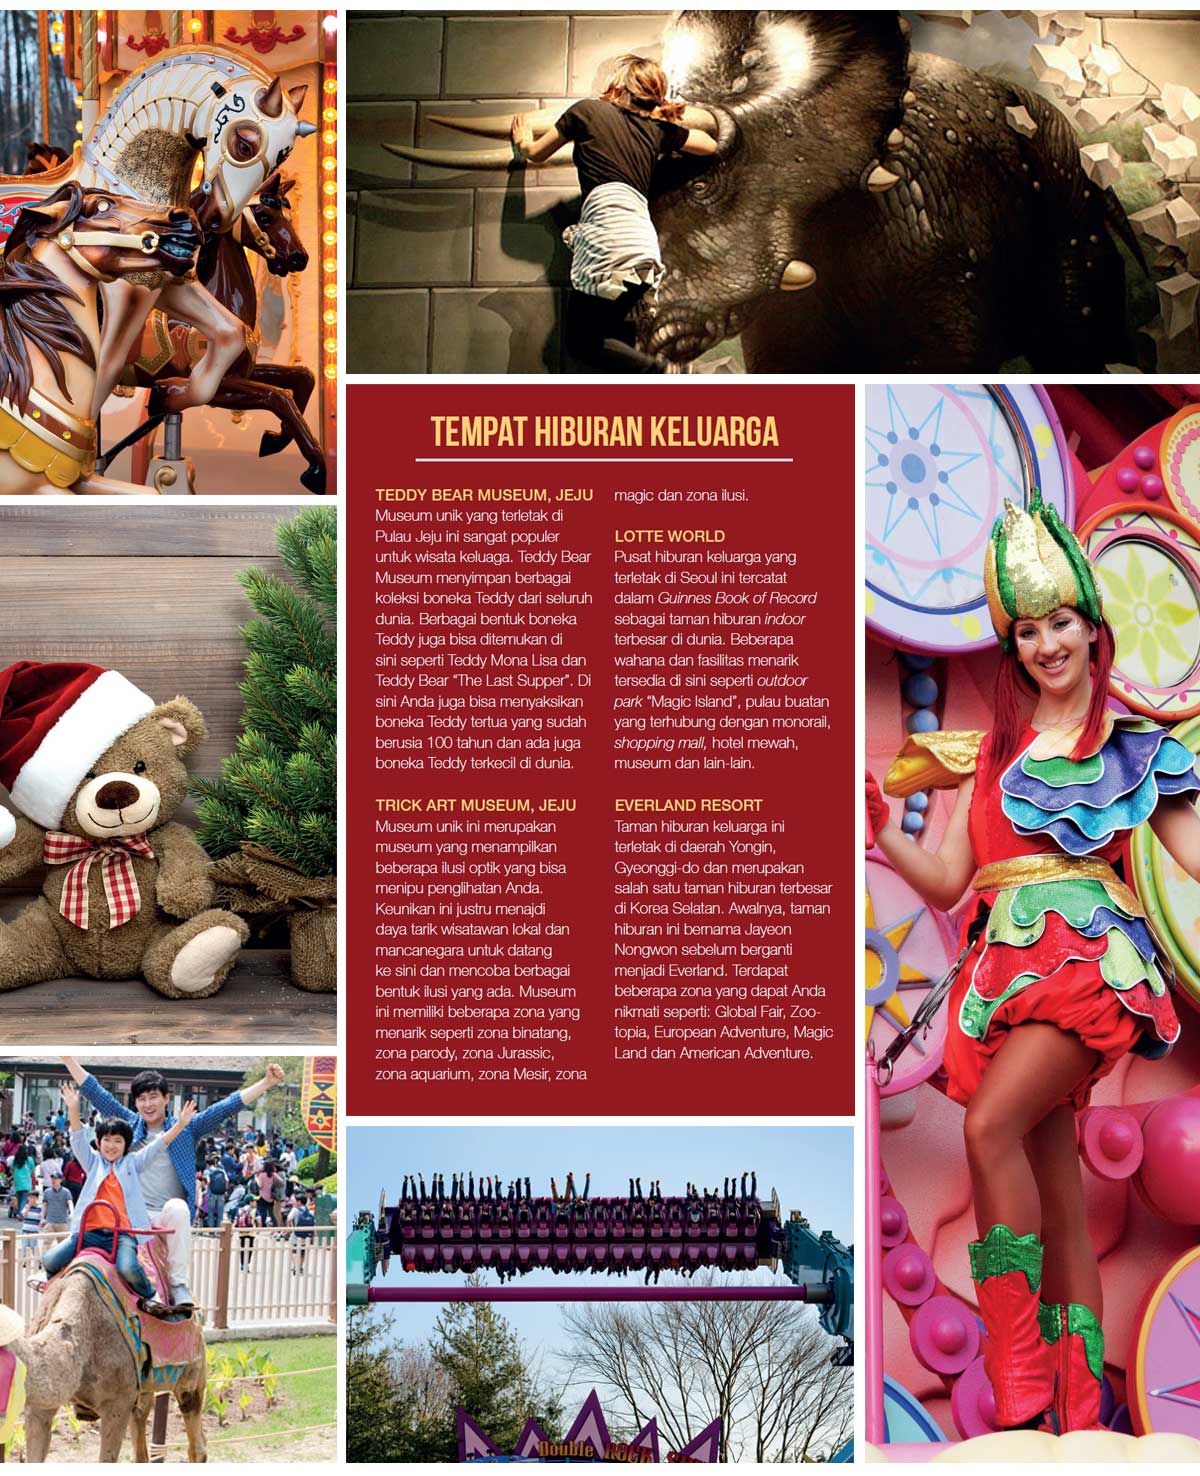 TEMPAT HIBURAN KELUARGA
TEDDY BEAR MUSEUM, JEJU
Museum unik yang terletak di
Pulau Jeju ini sangat populer
untuk wisata keluaga. Teddy Bear
Museum menyimpan berbagai
koleksi boneka Teddy dari seluruh
dunia. Berbagai bentuk boneka
Teddy juga bisa ditemukan di
sini seperti Teddy Mona Lisa dan
Teddy Bear “The Last Supper”. Di
sini Anda juga bisa menyaksikan
boneka Teddy tertua yang sudah
berusia 100 tahun dan ada juga
boneka Teddy terkecil di dunia.
TRICK ART MUSEUM, JEJU
Museum unik ini merupakan
museum yang menampilkan
beberapa ilusi optik yang bisa
menipu penglihatan Anda.
Keunikan ini justru menajdi
daya tarik wisatawan lokal dan
mancanegara untuk datang
ke sini dan mencoba berbagai
bentuk ilusi yang ada. Museum
ini memiliki beberapa zona yang
menarik seperti zona binatang,
zona parody, zona Jurassic,
zona aquarium, zona Mesir, zona
magic dan zona ilusi.
LOTTE WORLD
Pusat hiburan keluarga yang
terletak di Seoul ini tercatat
dalam Guinnes Book of Record
sebagai taman hiburan indoor
terbesar di dunia. Beberapa
wahana dan fasilitas menarik
tersedia di sini seperti outdoor
park “Magic Island”, pulau buatan
yang terhubung dengan monorail,
shopping mall, hotel mewah,
museum dan lain-lain.
EVERLAND RESORT
Taman hiburan keluarga ini
terletak di daerah Yongin,
Gyeonggi-do dan merupakan
salah satu taman hiburan terbesar
di Korea Selatan. Awalnya, taman
hiburan ini bernama Jayeon
Nongwon sebelum berganti
menjadi Everland. Terdapat
beberapa zona yang dapat Anda
nikmati seperti: Global Fair, Zoo-
topia, European Adventure, Magic
Land dan American Adventure.
Double ROCK